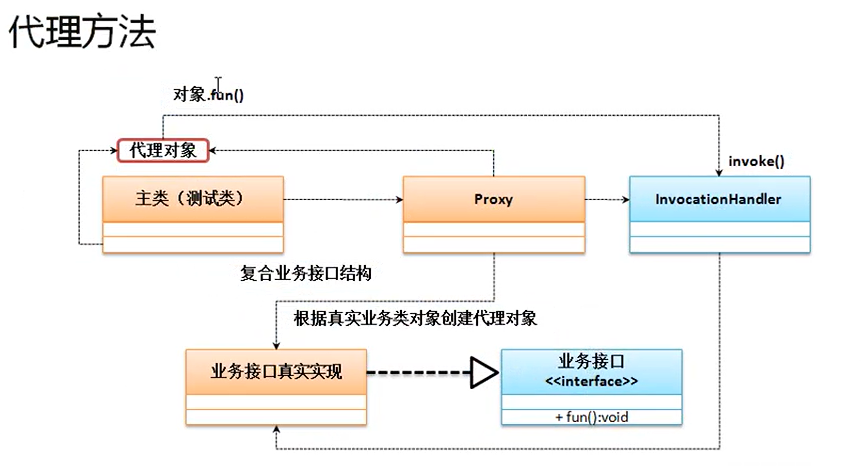 代理方法
对象.fun()
代理对象
invoke()
主类（测试类）
Proxy
InvocationHandler
复合业务接口结构
根据真实业务类对象创建代理对象
业务接口真实实现
业务接口
<<interface>>
+ fun():void